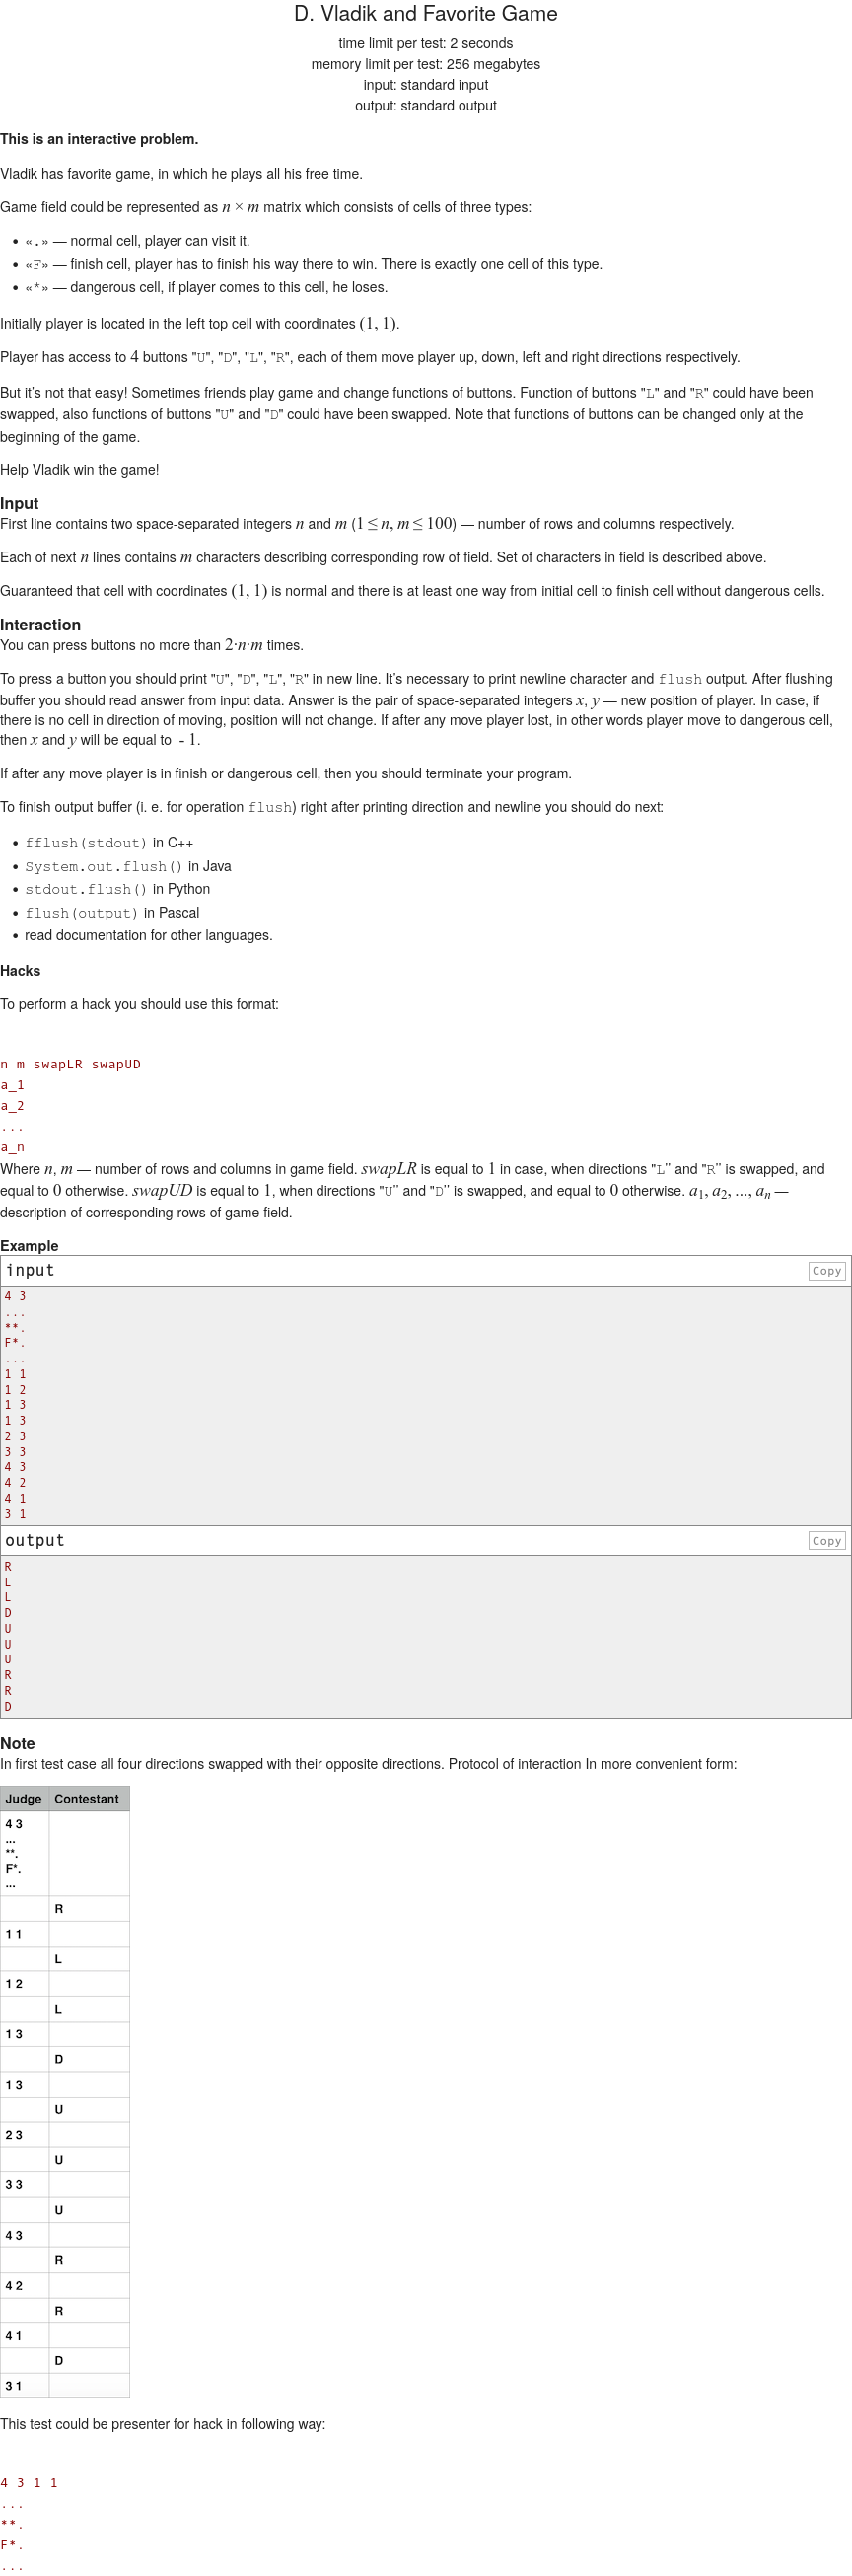 D. Vladik and Favorite Game
time limit per test: 2 seconds
memory limit per test: 256 megabytes
input: standard input
output: standard output
This is an interactive problem.
Vladik has favorite game, in which he plays all his free time.
Game field could be represented as n × m matrix which consists of cells of three types:
• «.» — normal cell, player can visit it.
• «F» — finish cell, player has to finish his way there to win. There is exactly one cell of this type.
• «*» — dangerous cell, if player comes to this cell, he loses.
Initially player is located in the left top cell with coordinates (1, 1).
Player has access to 4 buttons "U", "D", "L", "R", each of them move player up, down, left and right directions respectively.
But it's not that easy! Sometimes friends play game and change functions of buttons. Function of buttons "L" and "R" could have been
swapped, also functions of buttons "U" and "D" could have been swapped. Note that functions of buttons can be changed only at the
beginning of the game.
Help Vladik win the game!
Input
First line contains two space-separated integers n and m (1 ≤ n, m ≤ 100) — number of rows and columns respectively.
Each of next n lines contains m characters describing corresponding row of field. Set of characters in field is described above.
Guaranteed that cell with coordinates (1, 1) is normal and there is at least one way from initial cell to finish cell without dangerous cells.
Interaction
You can press buttons no more than 2·n·m times.
To press a button you should print "U", "D", "L", "R" in new line. It's necessary to print newline character and flush output. After flushing
buffer you should read answer from input data. Answer is the pair of space-separated integers x, y — new position of player. In case, if
there is no cell in direction of moving, position will not change. If after any move player lost, in other words player move to dangerous cell,
then x and y will be equal to  - 1.
If after any move player is in finish or dangerous cell, then you should terminate your program.
To finish output buffer (i. e. for operation flush) right after printing direction and newline you should do next:
• fflush(stdout) in C++
• System.out.flush() in Java
• stdout.flush() in Python
• flush(output) in Pascal
• read documentation for other languages.
Hacks
To perform a hack you should use this format:
n m swapLR swapUD
a_1
a_2
...
a_n
Where n, m — number of rows and columns in game field. swapLR is equal to 1 in case, when directions "L" and "R" is swapped, and
equal to 0 otherwise. swapUD is equal to 1, when directions "U" and "D" is swapped, and equal to 0 otherwise. a1, a2, ..., an —
description of corresponding rows of game field.
Example
input
Copy
4 3
...
**.
F*.
...
1 1
1 2
1 3
1 3
2 3
3 3
4 3
4 2
4 1
3 1
output
Copy
R
L
L
D
U
U
U
R
R
D
Note
In first test case all four directions swapped with their opposite directions. Protocol of interaction In more convenient form:
Judge Contestant
4 3
...
**.
F*.
...
R
1 1
L
1 2
L
1 3
D
1 3
U
2 3
U
3 3
U
4 3
R
4 2
R
4 1
D
3 1
This test could be presenter for hack in following way:
4 3 1 1
...
**.
F*.
...